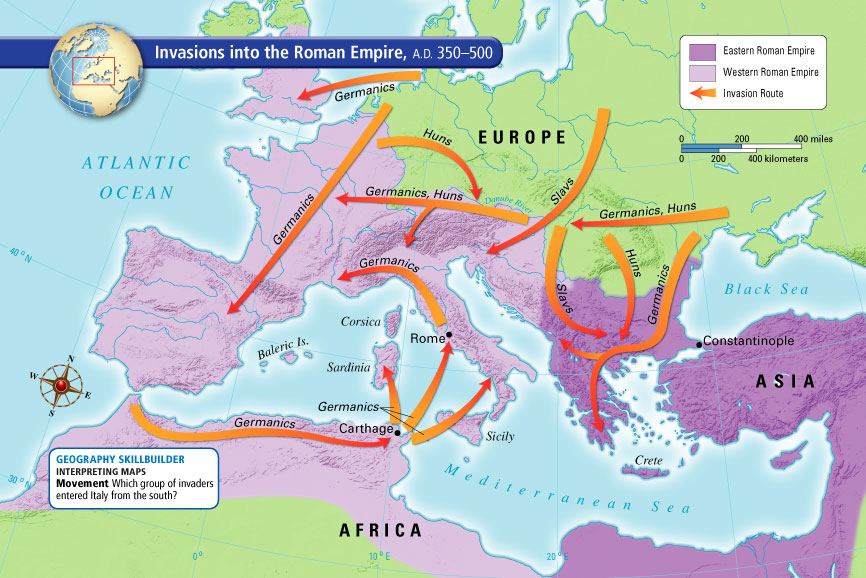 Invasions into the Roman Empire, A.D. 350–500
Eastern Roman Empire
Western Roman Empire
Invasion Route
0 200 400 miles
0 200 400 kilometers
Germanics
Huns
EUROPE
ATLANTIC
OCEAN
Germanics
Germanics, Huns
Danube River
Slavs
Germanics, Huns
40°N
Germanics
Huns
Slavs
Germanics
Black Sea
Corsica
Rome
Constantinople
Baleric Is.
Sardinia
ASIA
N
W
E
S
Germanics
Germanics
Carthage
Sicily
Crete
Mediterranean Sea
GEOGRAPHY SKILLBUILDER
INTERPRETING MAPS
Movement Which group of invaders
entered Italy from the south?
30°N
AFRICA
0°
10°E
20°E